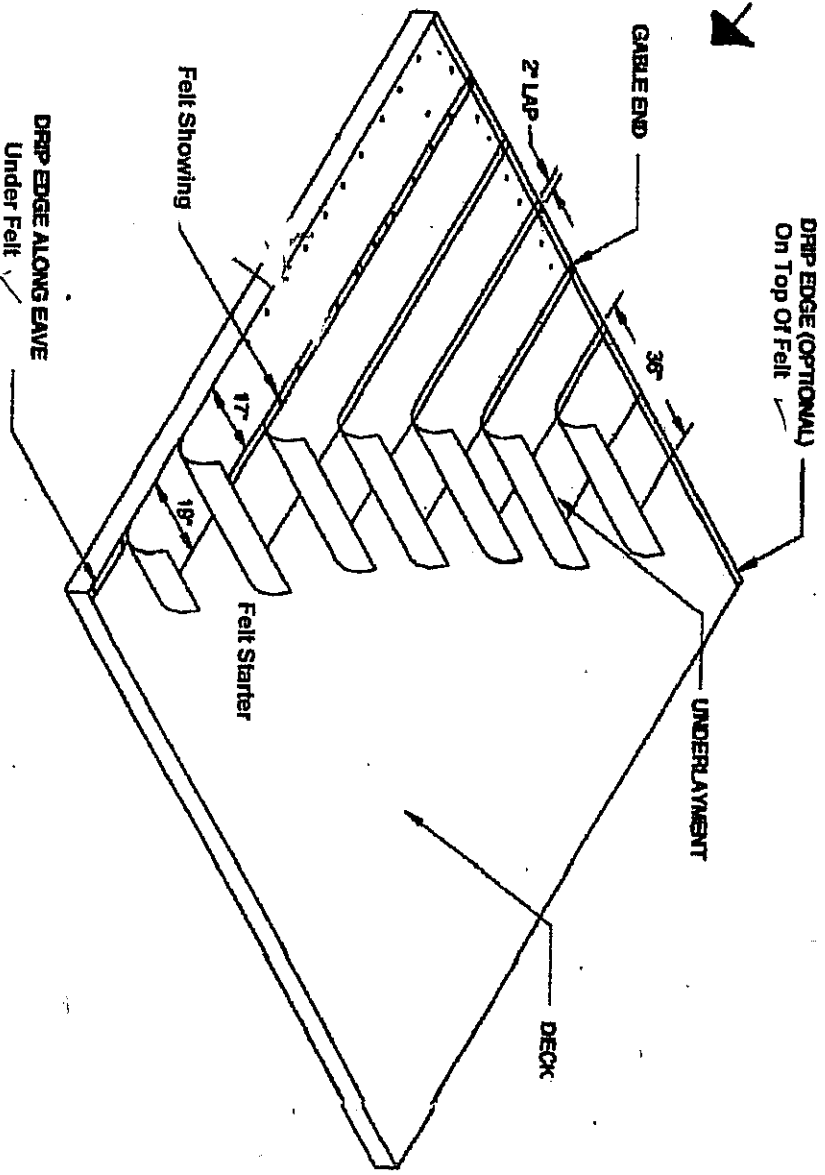 DRIP EDGE (OPTIONAL)
On Top Of Felt
GABLE END
2" LAP
36"
UNDERLAYMENT
DECK
Felt Showing
17"
18"
Felt Starter
DRIP EDGE ALONG EAVE
Under Felt